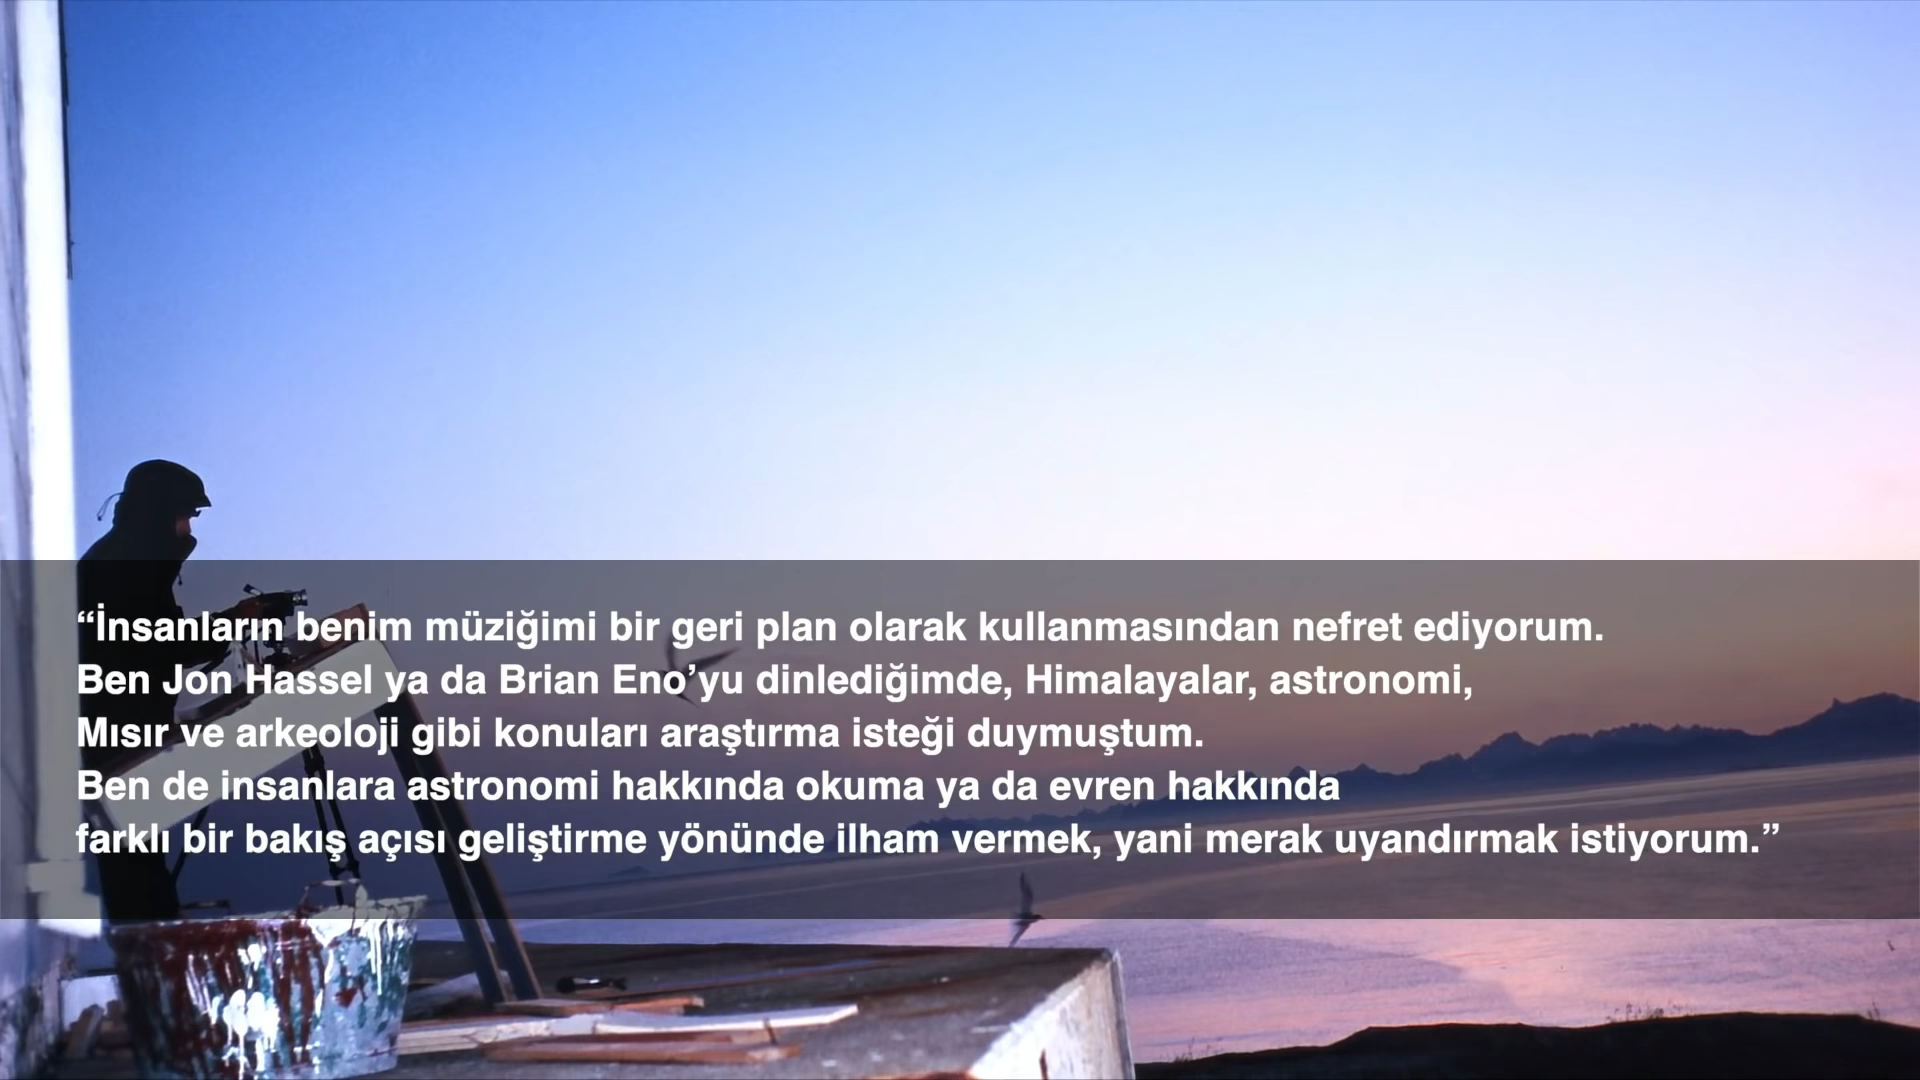 “İnsanların benim müziğimi bir geri plan olarak kullanmasından nefret ediyorum.
Ben Jon Hassel ya da Brian Eno’yu dinlediğimde, Himalayalar, astronomi,
Mısır ve arkeoloji gibi konuları araştırma isteği duymuştum.
Ben de insanlara astronomi hakkında okuma ya da evren hakkında
farklı bir bakış açısı geliştirme yönünde ilham vermek, yani merak uyandırmak istiyorum.”